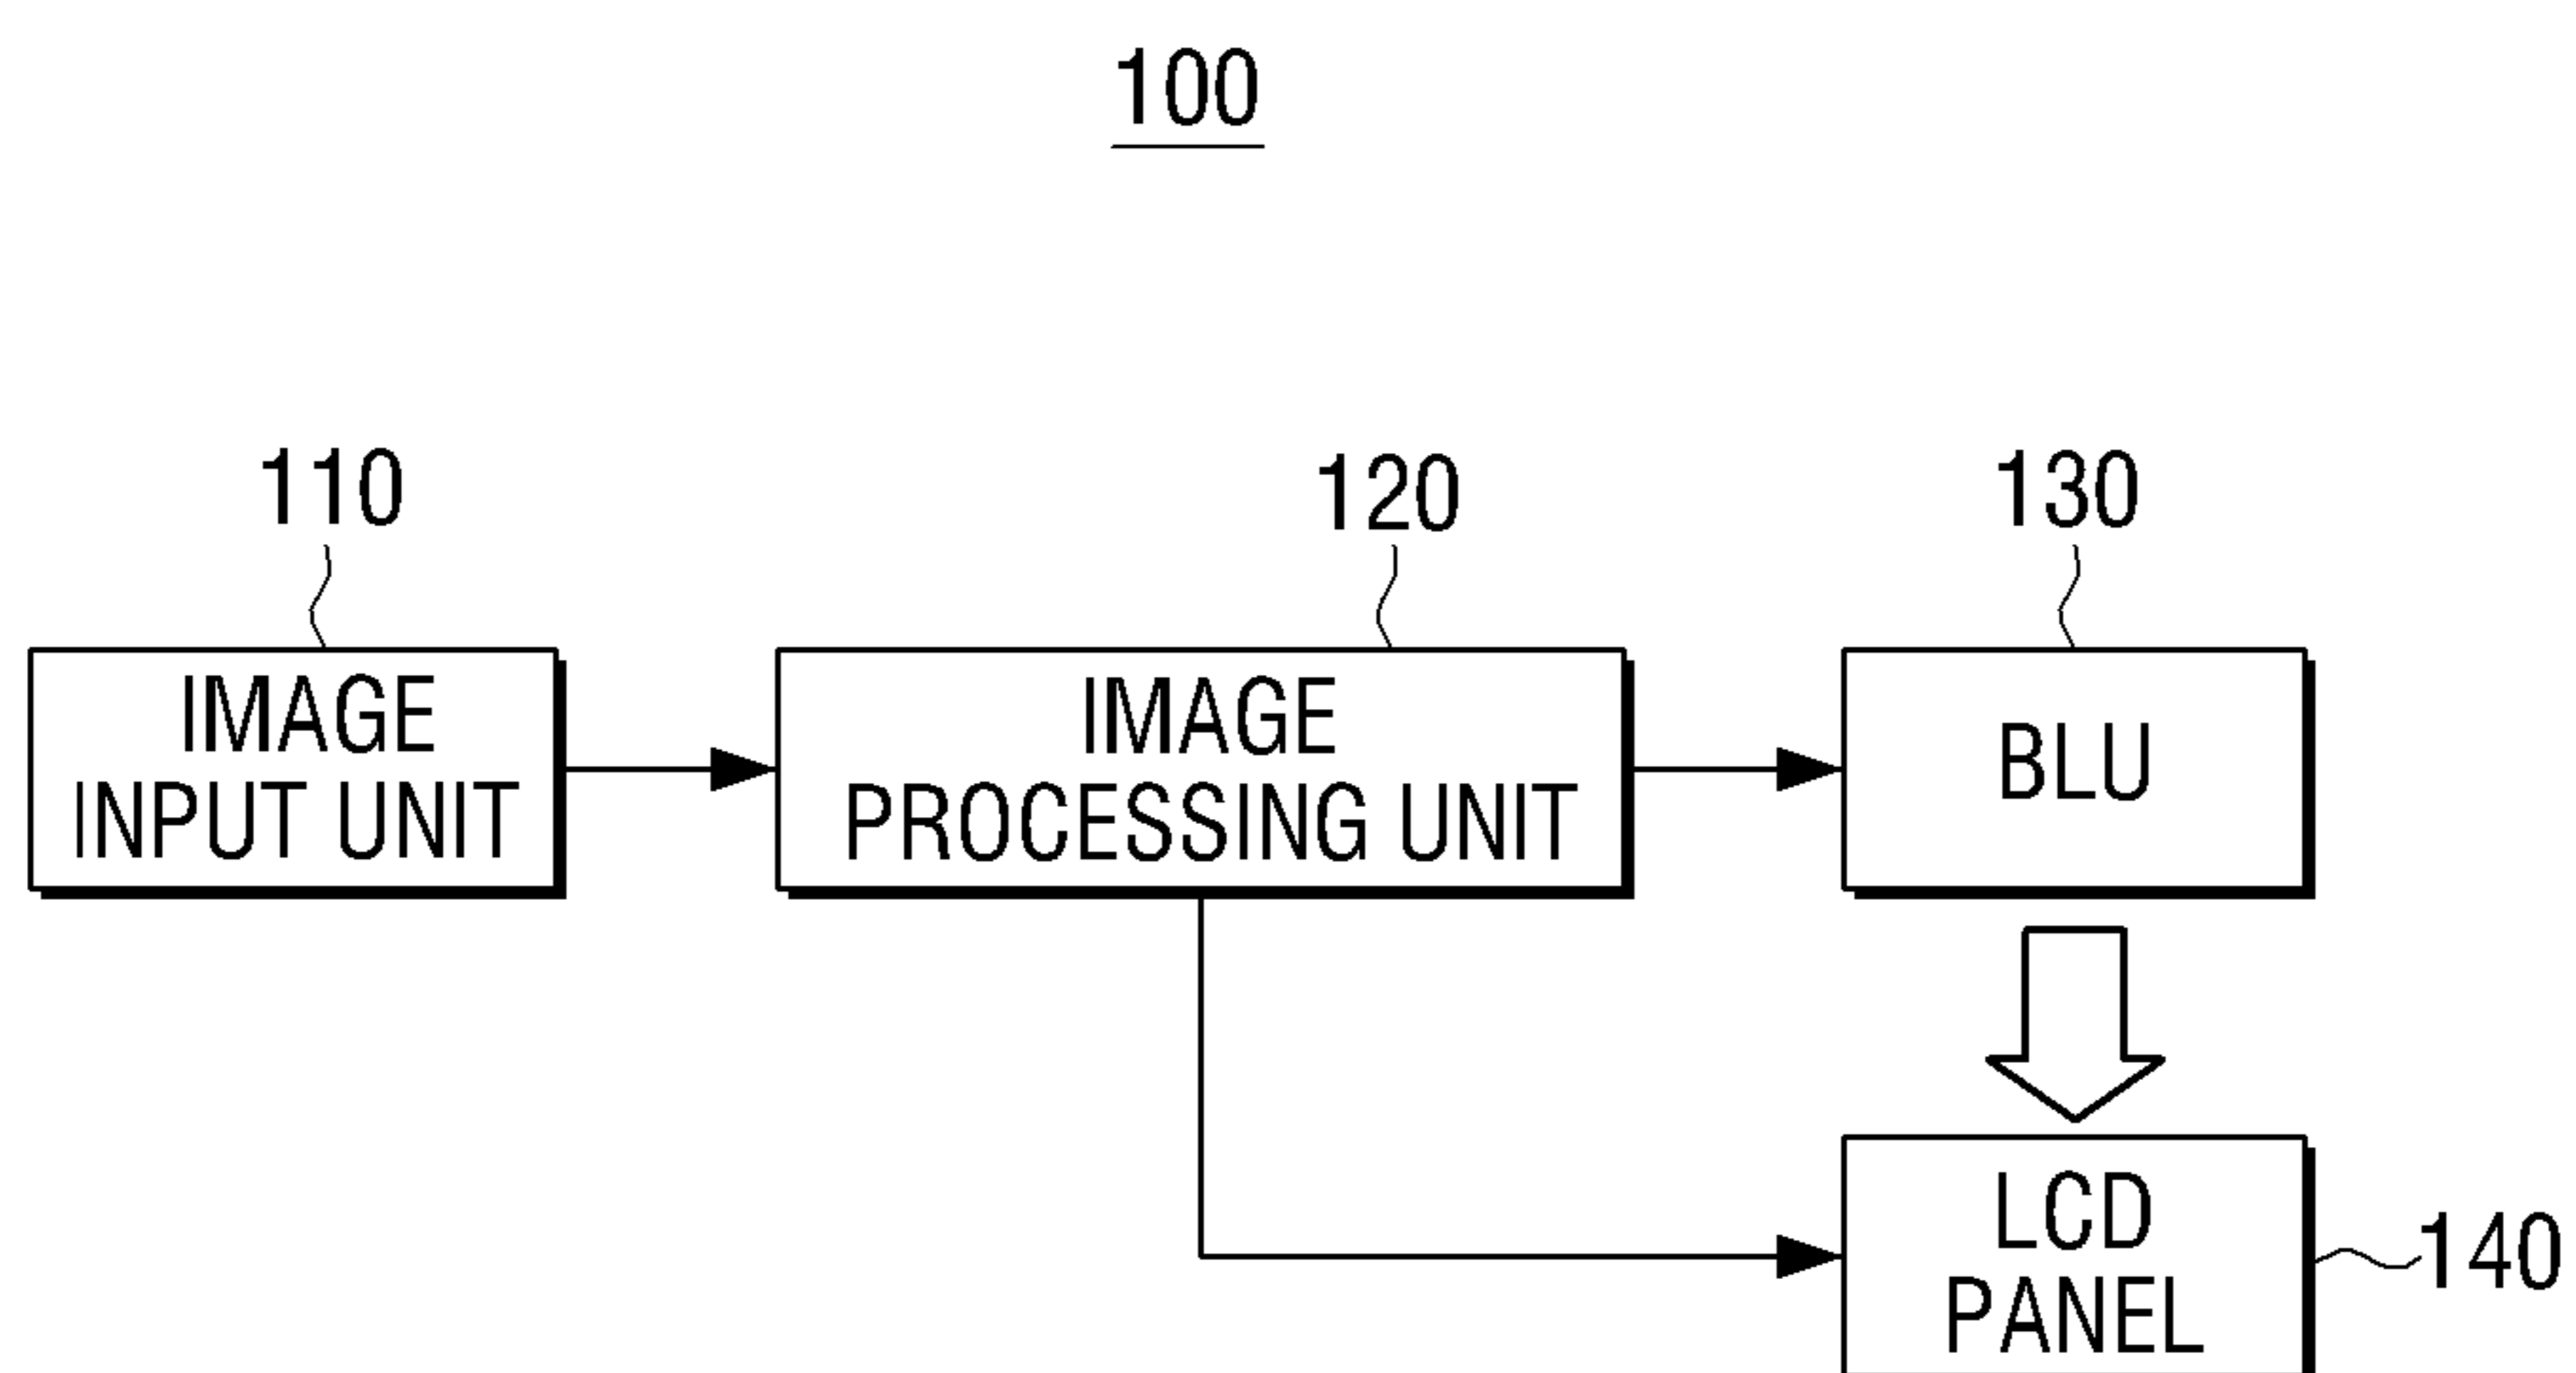 100
110
120
130
IMAGE
INPUT UNIT
IMAGE
PROCESSING UNIT
BLU
LCD
PANEL
140